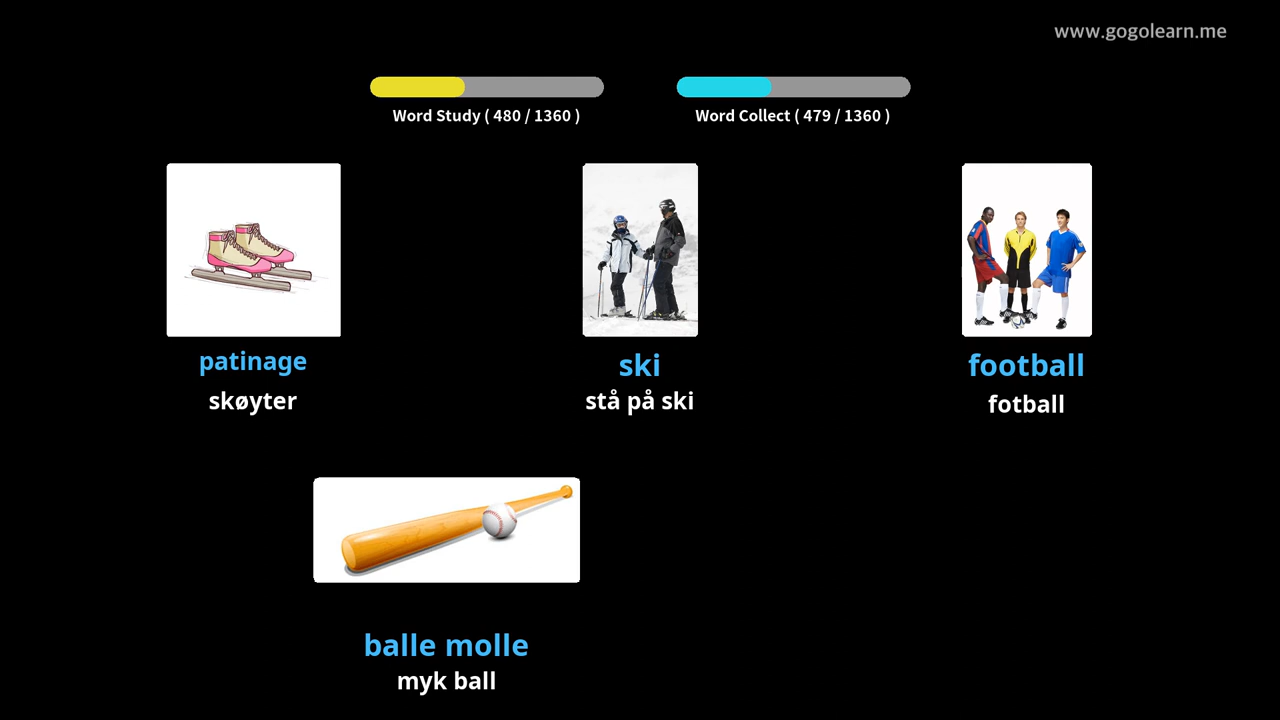 www.gogolearn.me
Word Study ( 480 / 1360 )
Word Collect ( 479 / 1360 )
patinage
skøyter
ski
stå på ski
football
fotball
balle molle
myk ball